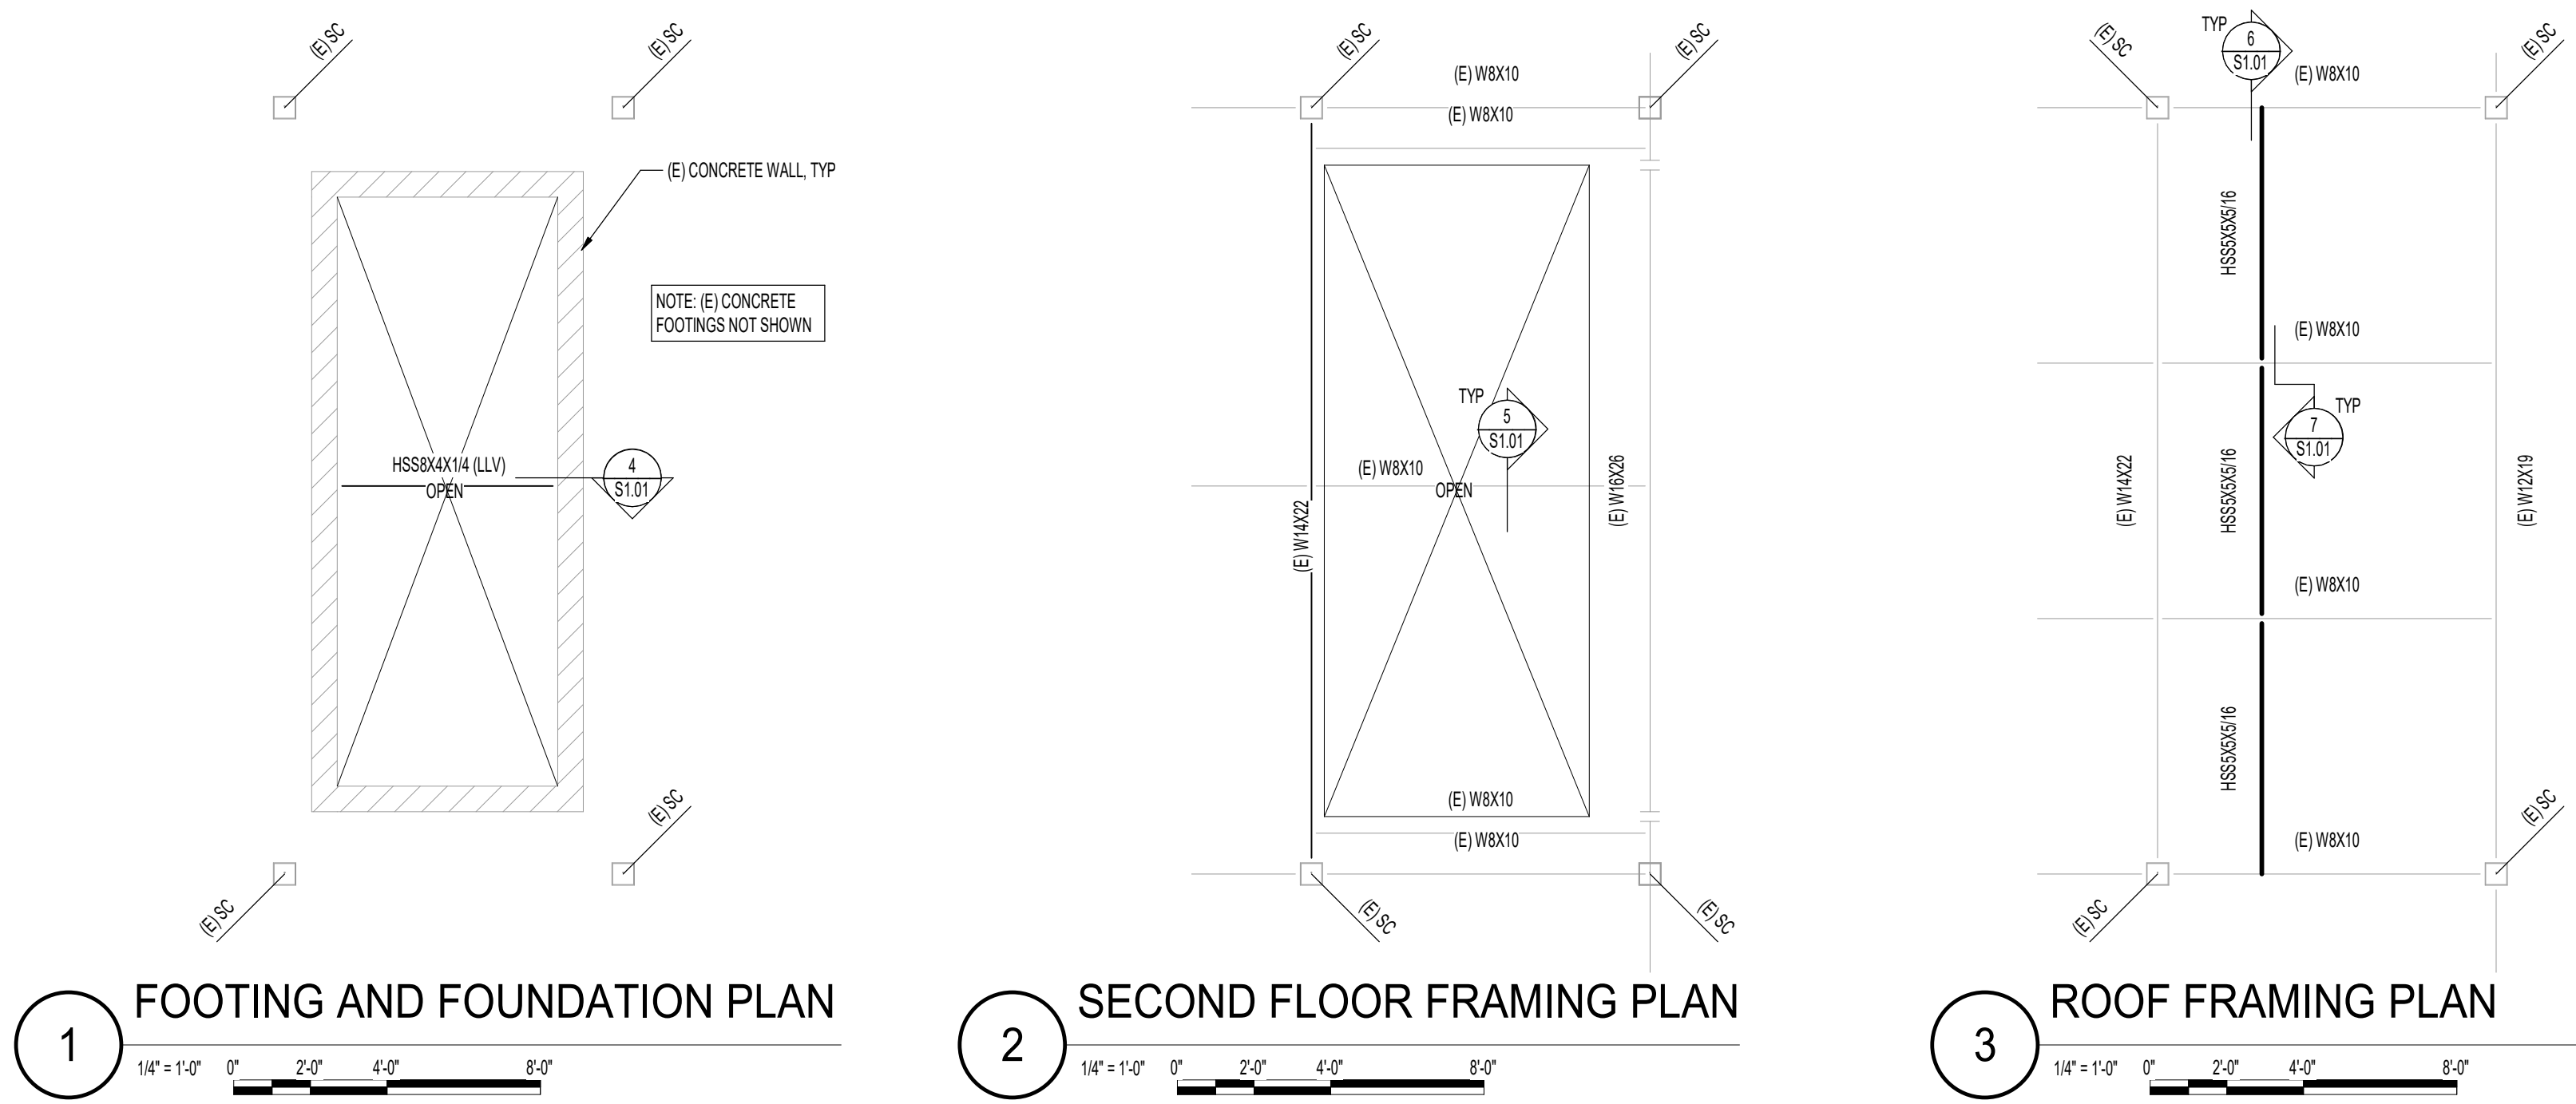 (E) SC
(E) SC
(E) CONCRETE WALL, TYP
NOTE: (E) CONCRETE
FOOTINGS NOT SHOWN
HSS8X4X1/4 (LLV)
OPEN
4
S1.01
(E) SC
(E) SC
1
FOOTING AND FOUNDATION PLAN
1/4" = 1'-0"
0"
2'-0"
4'-0"
8'-0"
(E) SC
(E) SC
(E) W8X10
(E) W8X10
TYP
5
S1.01
(E) W8X10
OPEN
(E) W14X22
(E) W16X26
(E) W8X10
(E) W8X10
(E) SC
(E) SC
2
SECOND FLOOR FRAMING PLAN
1/4" = 1'-0"
0"
2'-0"
4'-0"
8'-0"
(E) SC
TYP
6
S1.01
(E) SC
(E) W8X10
HSS5X5X5/16
(E) W8X10
TYP
7
S1.01
(E) W14X22
HSS5X5X5/16
(E) W12X19
(E) W8X10
HSS5X5X5/16
(E) W8X10
(E) SC
(E) SC
3
ROOF FRAMING PLAN
1/4" = 1'-0"
0"
2'-0"
4'-0"
8'-0"